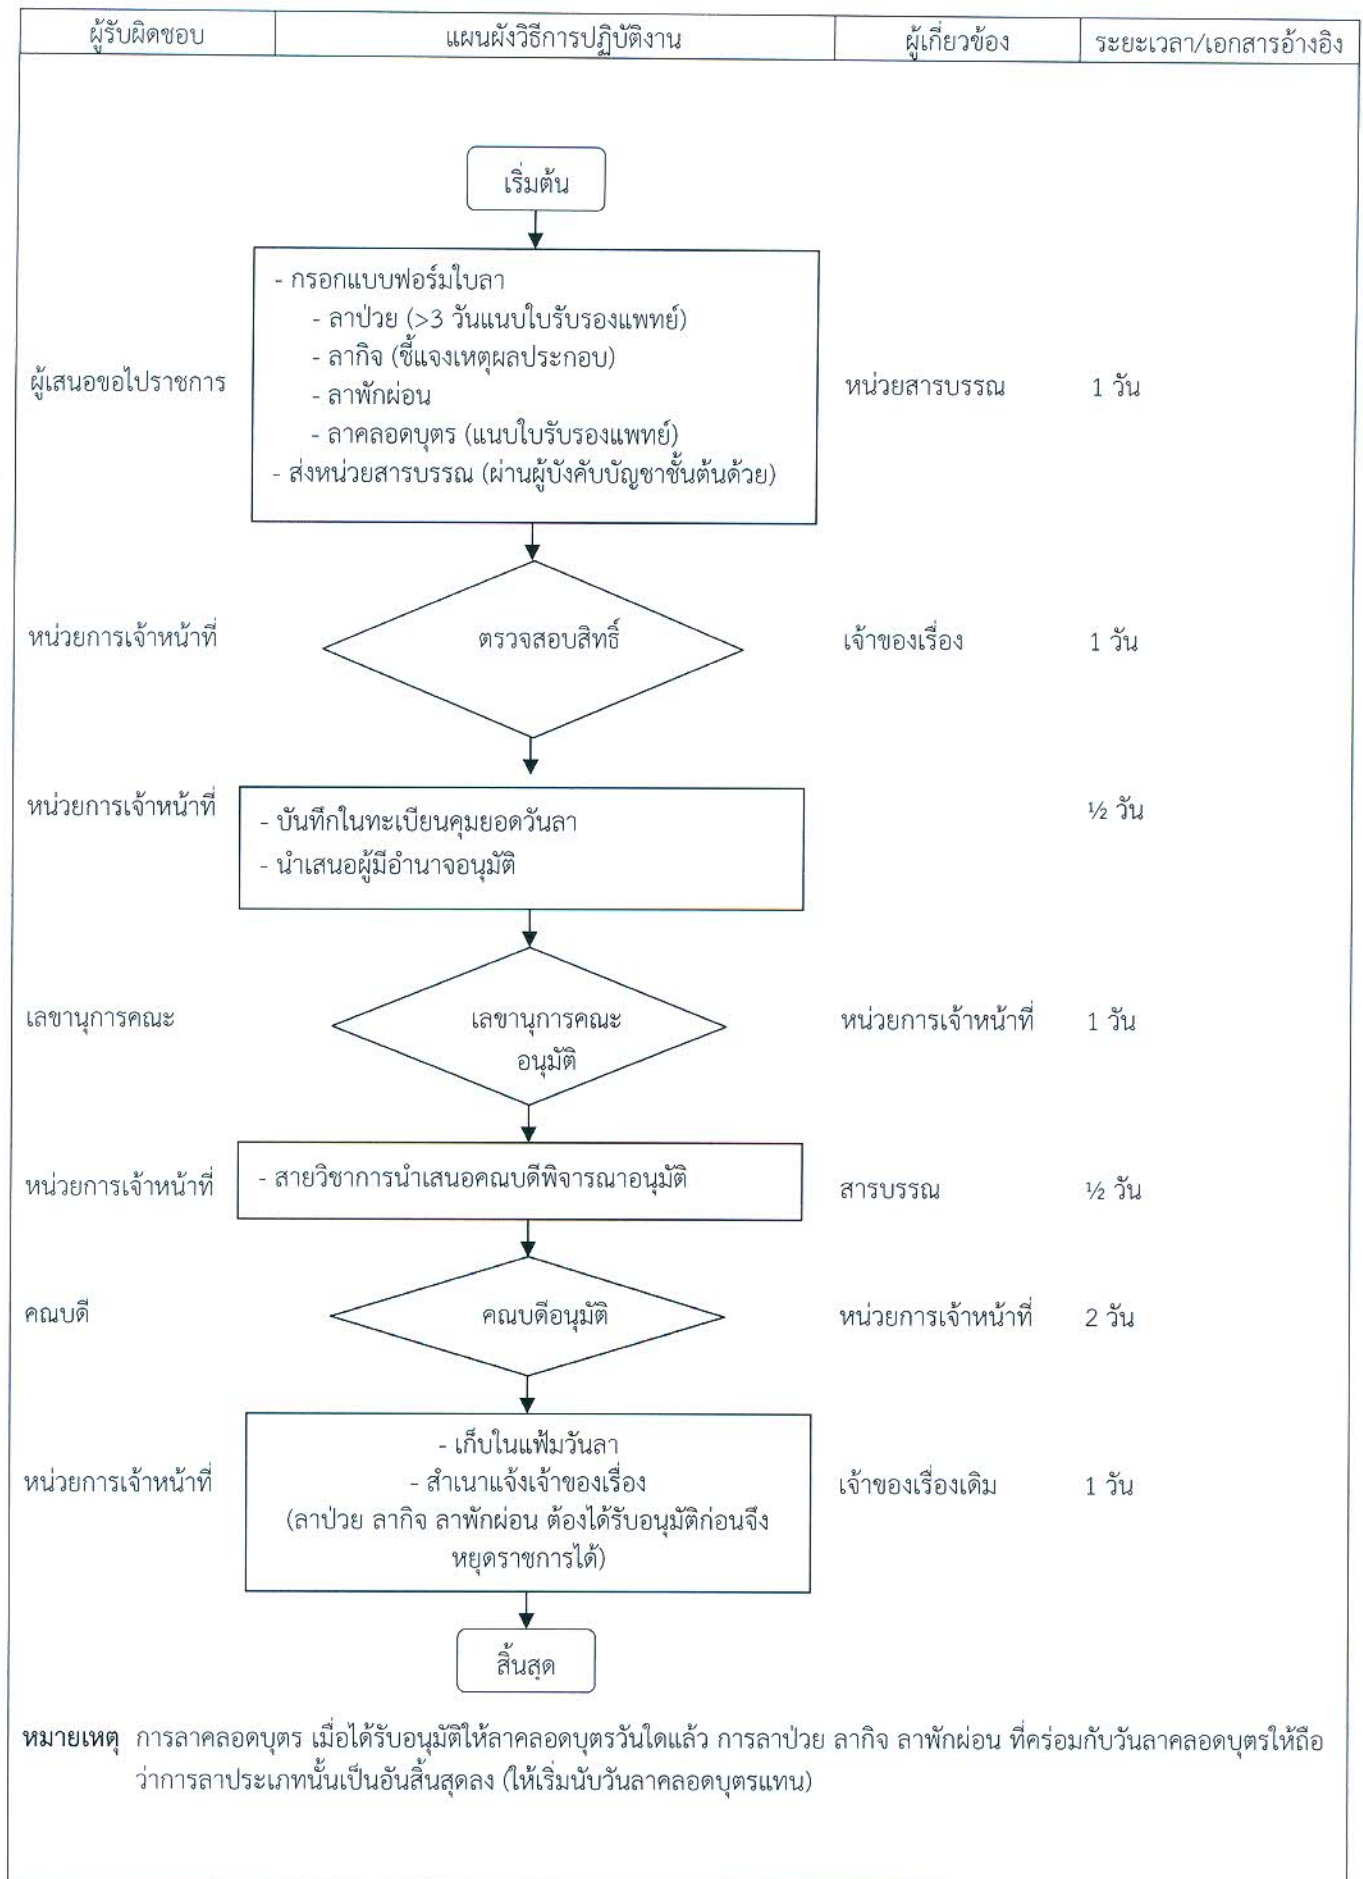 ผู้รับผิดชอบ แผนผังวิธีการปฏิบัติงาน ผู้เกี่ยวข้อง ระยะเวลา/เอกสารอ้างอิง
เริ่มต้น
- กรอกแบบฟอร์มใบลา
- ลาป่วย (>3 วันแนบใบรับรองแพทย์)
- ลากิจ (ชี้แจงเหตุผลประกอบ)
ผู้เสนอขอไปราชการ - ลาพักผ่อน หน่วยสารบรรณ 1 วัน
- ลาคลอดบุตร (แนบใบรับรองแพทย์)
- ส่งหน่วยสารบรรณ (ผ่านผู้บังคับบัญชาชั้นต้นด้วย)
หน่วยการเจ้าหน้าที่ ตรวจสอบสิทธิ์ เจ้าของเรื่อง 1 วัน
หน่วยการเจ้าหน้าที่ - บันทึกในทะเบียนคุมยอดวันลา ½ วัน
- นำเสนอผู้มีอำนาจอนุมัติ
เลขานุการคณะ เลขานุการคณะ หน่วยการเจ้าหน้าที่ 1 วัน
อนุมัติ
หน่วยการเจ้าหน้าที่ - สายวิชาการนำเสนอคณบดีพิจารณาอนุมัติ สารบรรณ ½ วัน
คณบดี คณบดีอนุมัติ หน่วยการเจ้าหน้าที่ 2 วัน
- เก็บในแฟ้มวันลา
หน่วยการเจ้าหน้าที่ - สำเนาแจ้งเจ้าของเรื่อง เจ้าของเรื่องเดิม 1 วัน
(ลาป่วย ลากิจ ลาพักผ่อน ต้องได้รับอนุมัติก่อนจึง
หยุดราชการได้)
สิ้นสุด
หมายเหตุ การลาคลอดบุตร เมื่อได้รับอนุมัติให้ลาคลอดบุตรวันใดแล้ว การลาป่วย ลากิจ ลาพักผ่อน ที่คร่อมกับวันลาคลอดบุตรให้ถือ
ว่าการลาประเภทนั้นเป็นอันสิ้นสุดลง (ให้เริ่มนับวันลาคลอดบุตรแทน)